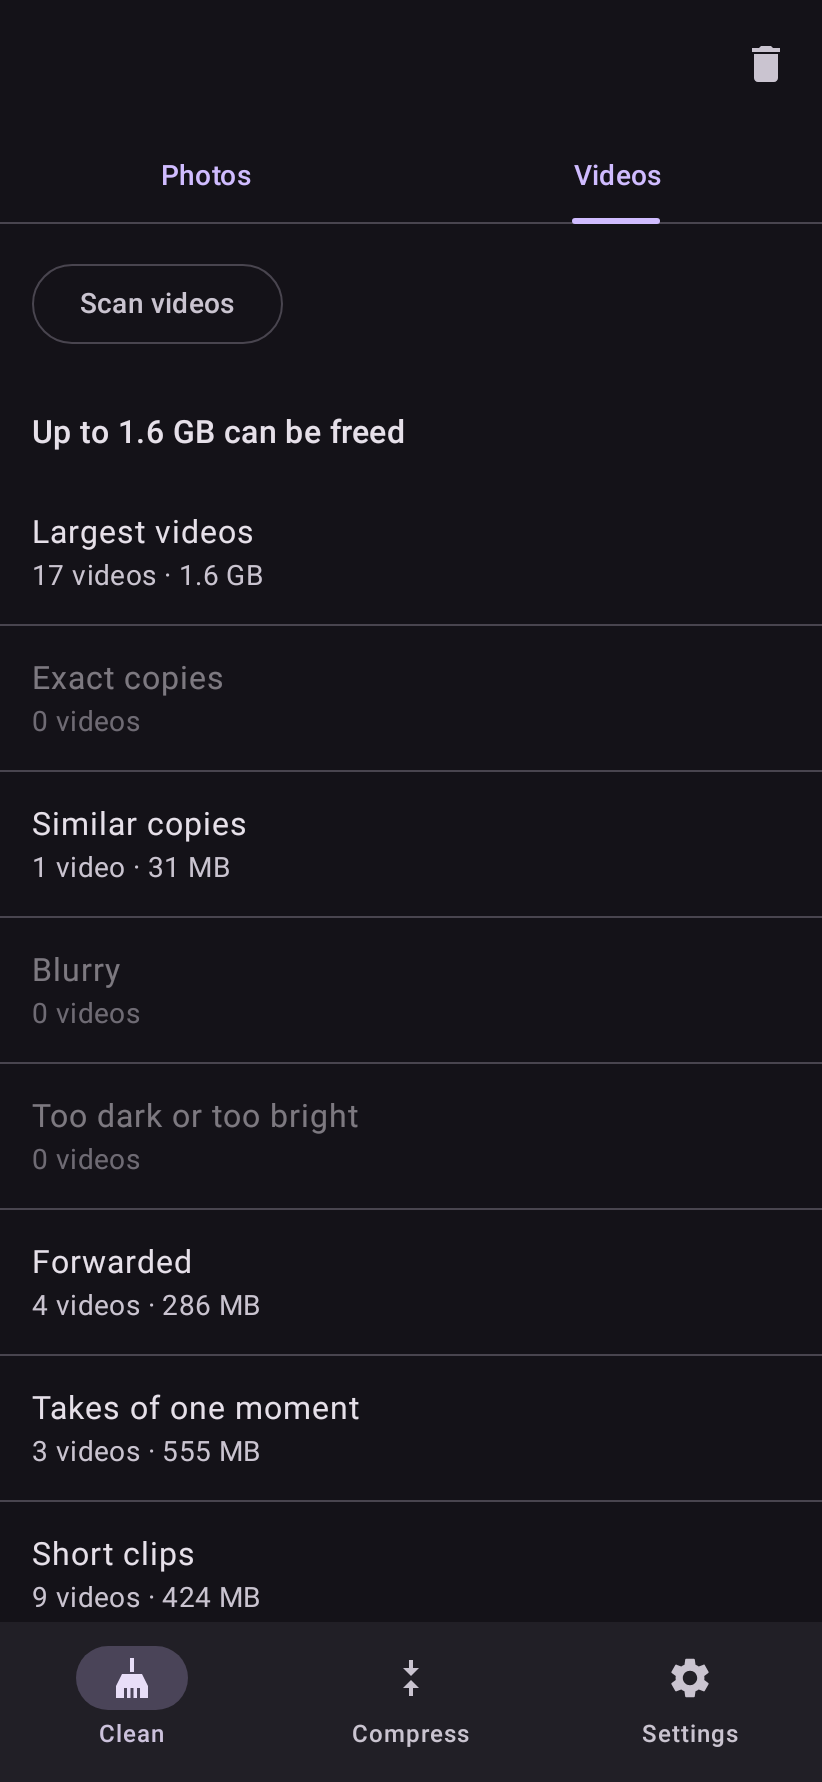 Photos
Videos
Scan videos
Up to 1.6 GB can be freed
Largest videos
17 videos · 1.6 GB
Exact copies
0 videos
Similar copies
1 video · 31 MB
Blurry
0 videos
Too dark or too bright
0 videos
Forwarded
4 videos · 286 MB
Takes of one moment
3 videos · 555 MB
Short clips
9 videos · 424 MB
Clean
Compress
Settings